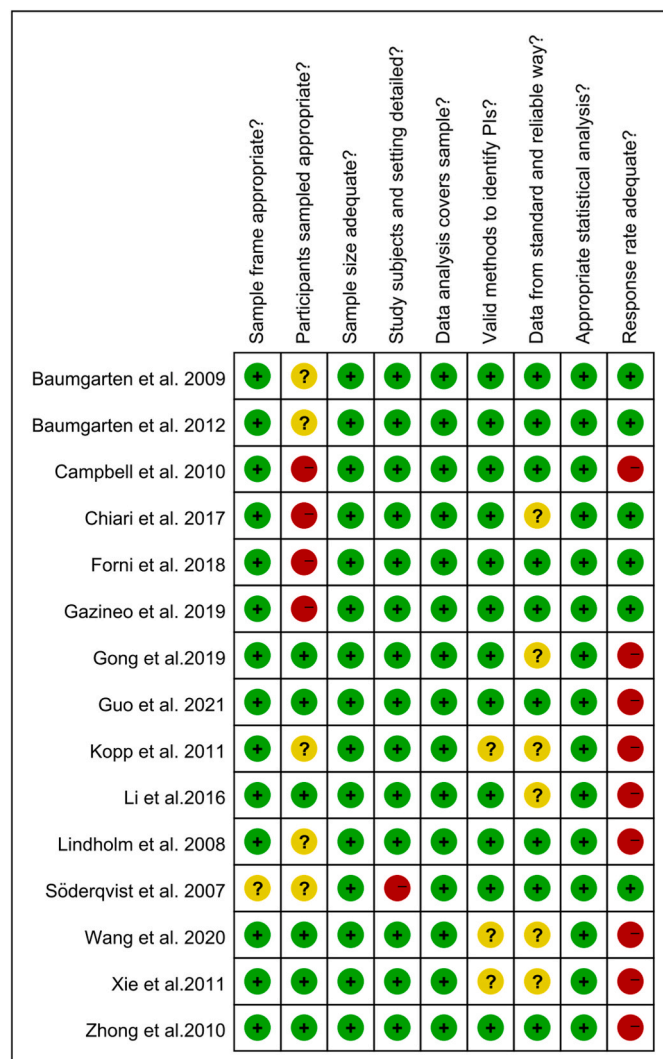 Sample frame appropriate?
Participants sampled appropriate?
Sample size adequate?
Study subjects and setting detailed?
Data analysis covers sample?
Valid methods to identify PIs?
Data from standard and reliable way?
Appropriate statistical analysis?
Response rate adequate?
Baumgarten et al. 2009 + ? + + + + + + +
Baumgarten et al. 2012 + ? + + + + + + +
Campbell et al. 2010 + − + + + + + + −
Chiari et al. 2017 + − + + + + ? + +
Forni et al. 2018 + − + + + + + + +
Gazineo et al. 2019 + − + + + + + + +
Gong et al.2019 + + + + + + ? + −
Guo et al. 2021 + + + + + + + + −
Kopp et al. 2011 + ? + + + ? ? + −
Li et al.2016 + + + + + + ? + −
Lindholm et al. 2008 + ? + + + + + + −
Söderqvist et al. 2007 ? ? + − + + + + +
Wang et al. 2020 + + + + + ? ? + −
Xie et al.2011 + + + + + ? ? + −
Zhong et al.2010 + + + + + + + + −